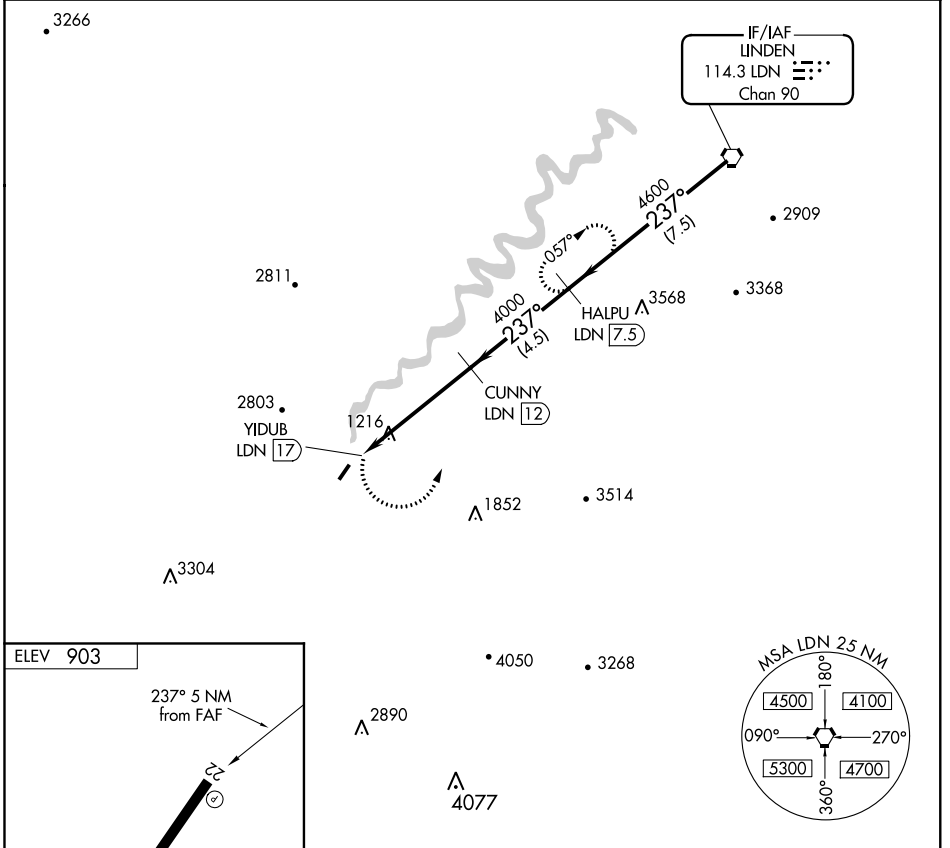 3266
IF/IAF
LINDEN
114.3 LDN
Chan 90
4600
237°
(7.5)
2909
057°
2811
3568
3368
HALPU
LDN 7.5
4000
237°
(4.5)
CUNNY
LDN 12
2803
1216
YIDUB
LDN 17
1852
3514
3304
ELEV 903
4050
3268
237° 5 NM
from FAF
2890
22
4077
MSA LDN 25 NM
180°
4500
4100
090°
270°
5300
4700
360°